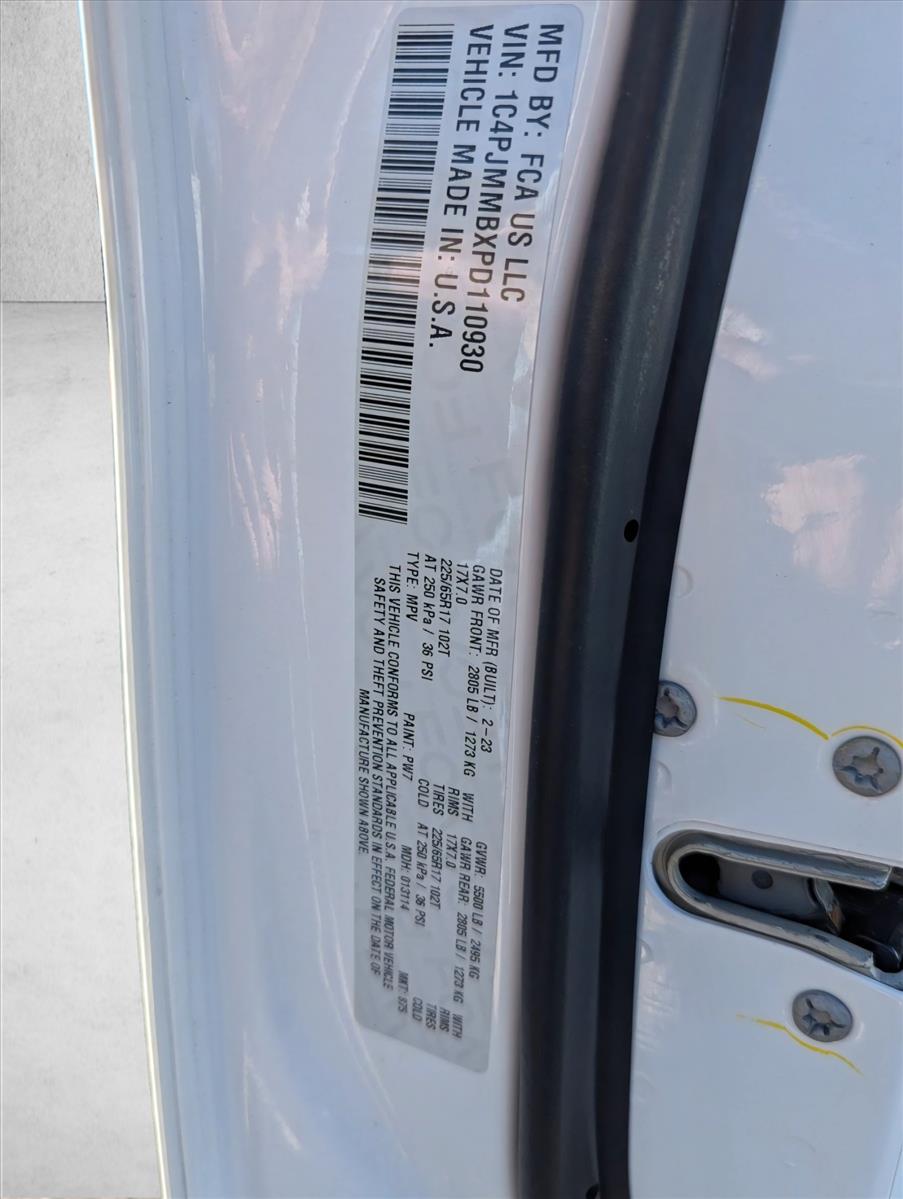 MFD BY: FCA US LLC
VIN: 1C4PJMMBXPD110930
VEHICLE MADE IN: U.S.A.
DATE OF MFR (BUILT): 2-23 GVWR: 5500 LB / 2495 KG
GAWR FRONT: 2805 LB / 1273 KG WITH GAWR REAR: 2805 LB / 1273 KG WITH
17X7.0 RIMS 17X7.0 RIMS
225/65R17 102T TIRES 225/65R17 102T TIRES
AT 250 kPa / 36 PSI COLD AT 250 kPa / 36 PSI COLD
TYPE: MPV PAINT: PW7 MDH: 013114 MKT: 975
THIS VEHICLE CONFORMS TO ALL APPLICABLE U.S.A. FEDERAL MOTOR VEHICLE
SAFETY AND THEFT PREVENTION STANDARDS IN EFFECT ON THE DATE OF
MANUFACTURE SHOWN ABOVE.